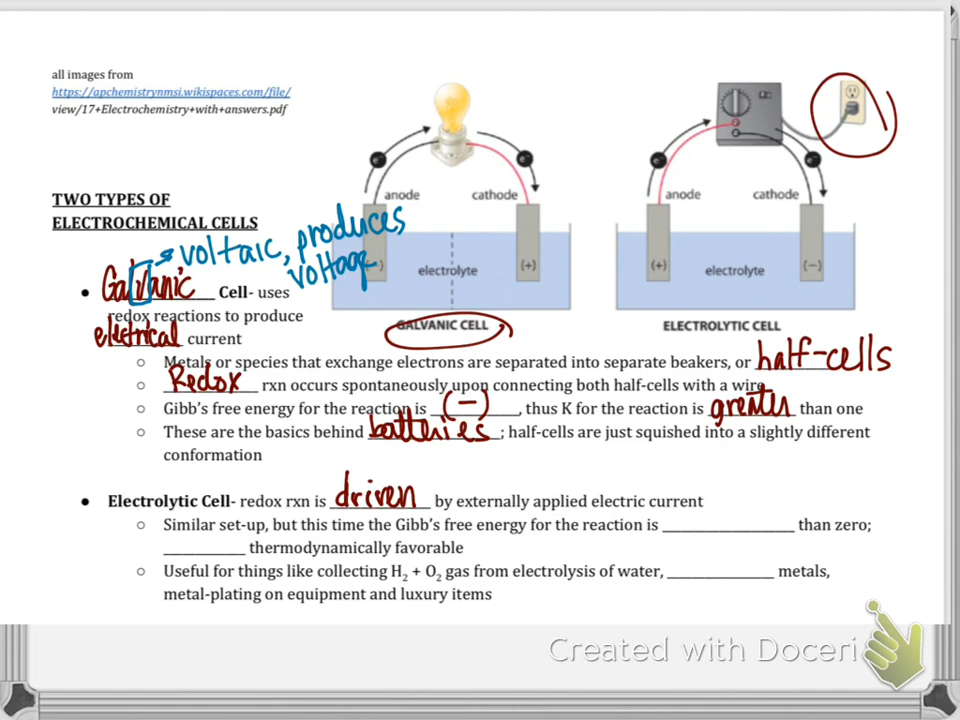 all images from
https://apchemistrynmsi.wikispaces.com/file/
view/17+Electrochemistry+with+answers.pdf
TWO TYPES OF
ELECTROCHEMICAL CELLS
voltaic, produces
voltage
anode
cathode
(-)
electrolyte
(+)
GALVANIC CELL
anode
cathode
(+)
electrolyte
(−)
ELECTROLYTIC CELL
● Galvanic Cell- uses
redox reactions to produce
electrical current
○ Metals or species that exchange electrons are separated into separate beakers, or half-cells
○ Redox rxn occurs spontaneously upon connecting both half-cells with a wire
○ Gibb's free energy for the reaction is (-), thus K for the reaction is greater than one
○ These are the basics behind batteries; half-cells are just squished into a slightly different
conformation
● Electrolytic Cell- redox rxn is driven by externally applied electric current
○ Similar set-up, but this time the Gibb's free energy for the reaction is ____________ than zero;
____________ thermodynamically favorable
○ Useful for things like collecting H₂ + O₂ gas from electrolysis of water, ____________ metals,
metal-plating on equipment and luxury items
Created with Doceri